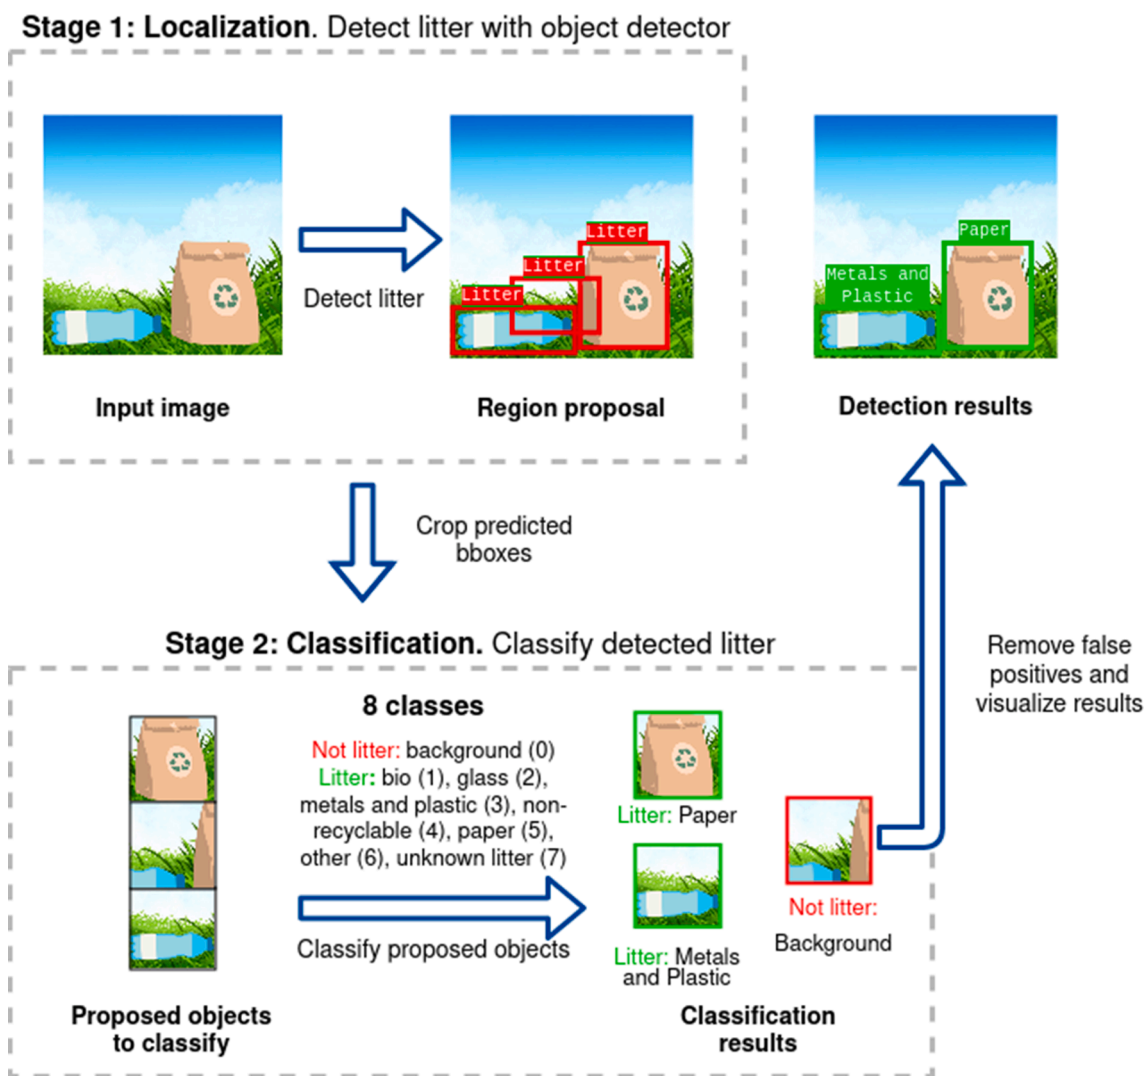 Stage 1: Localization. Detect litter with object detector
Litter
Litter
Litter
Detect litter
Paper
Metals and
Plastic
Input image
Region proposal
Detection results
Crop predicted
bboxes
Stage 2: Classification. Classify detected litter
Remove false
positives and
visualize results
8 classes
Not litter: background (0)
Litter: bio (1), glass (2),
metals and plastic (3), non-
recyclable (4), paper (5),
other (6), unknown litter (7)
Classify proposed objects
Litter: Paper
Litter: Metals
and Plastic
Not litter:
Background
Proposed objects
to classify
Classification
results